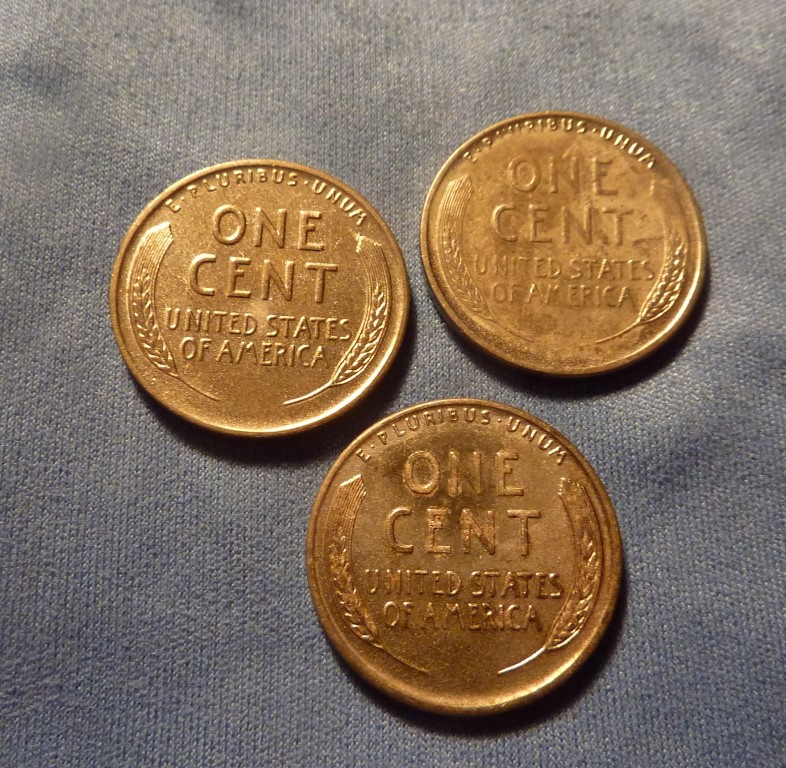 E·PLURIBUS·UNUM
ONE
CENT
UNITED STATES
OF AMERICA
E·PLURIBUS·UNUM
ONE
CENT
UNITED STATES
OF AMERICA
E·PLURIBUS·UNUM
ONE
CENT
UNITED STATES
OF AMERICA